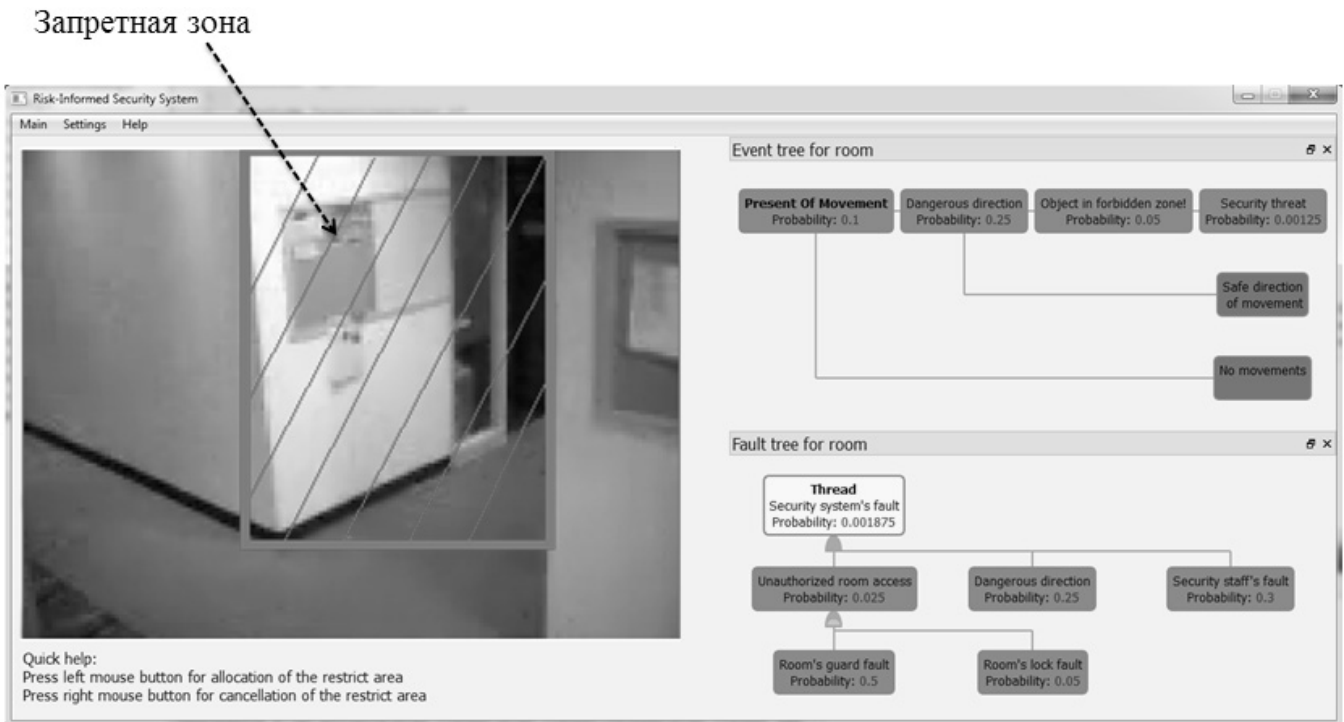 Запретная зона
Risk-Informed Security System
Main Settings Help
Event tree for room
Present Of Movement
Probability: 0.1
Dangerous direction
Probability: 0.25
Object in forbidden zone!
Probability: 0.05
Security threat
Probability: 0.00125
Safe direction
of movement
No movements
Fault tree for room
Thread
Security system's fault
Probability: 0.001875
Unauthorized room access
Probability: 0.025
Dangerous direction
Probability: 0.25
Security staff's fault
Probability: 0.3
Room's guard fault
Probability: 0.5
Room's lock fault
Probability: 0.05
Quick help:
Press left mouse button for allocation of the restrict area
Press right mouse button for cancellation of the restrict area